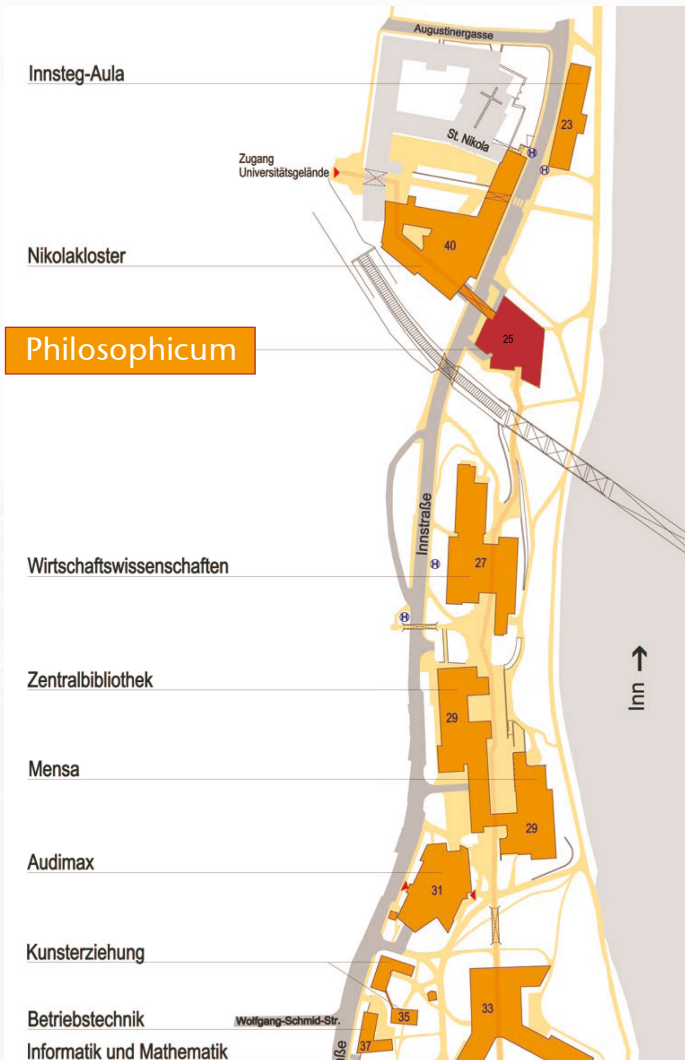 Augustinergasse
Innsteg-Aula
23
St. Nikola
H
H
Zugang
Universitätsgelände
40
Nikolakloster
25
Philosophicum
Innstraße
Wirtschaftswissenschaften
27
H
H
Zentralbibliothek
Inn →
29
Mensa
29
Audimax
31
Kunsterziehung
33
35
Betriebstechnik
Wolfgang-Schmid-Str.
37
Informatik und Mathematik